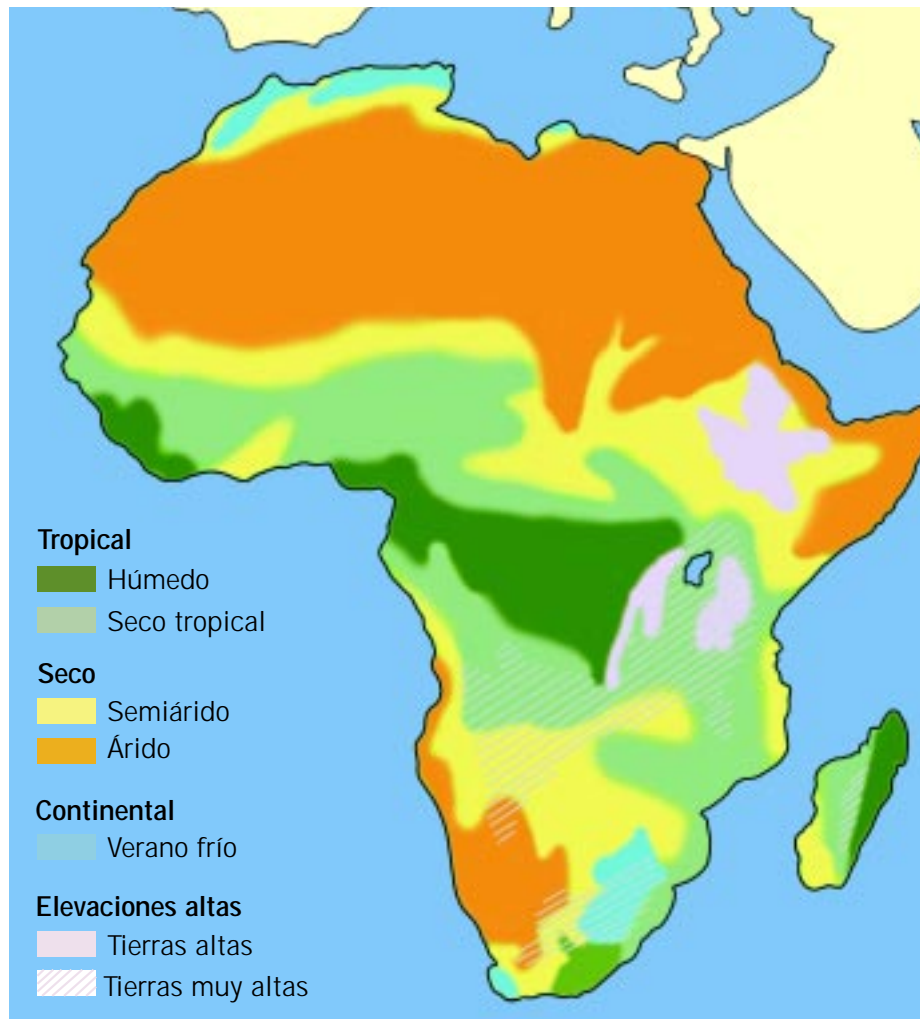 Tropical
Húmedo
Seco tropical
Seco
Semiárido
Árido
Continental
Verano frío
Elevaciones altas
Tierras altas
Tierras muy altas